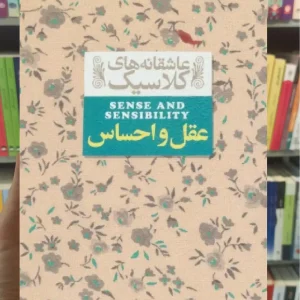 عاشقانه‌های
کلاسیک
SENSE AND
SENSIBILITY
عقل و احساس